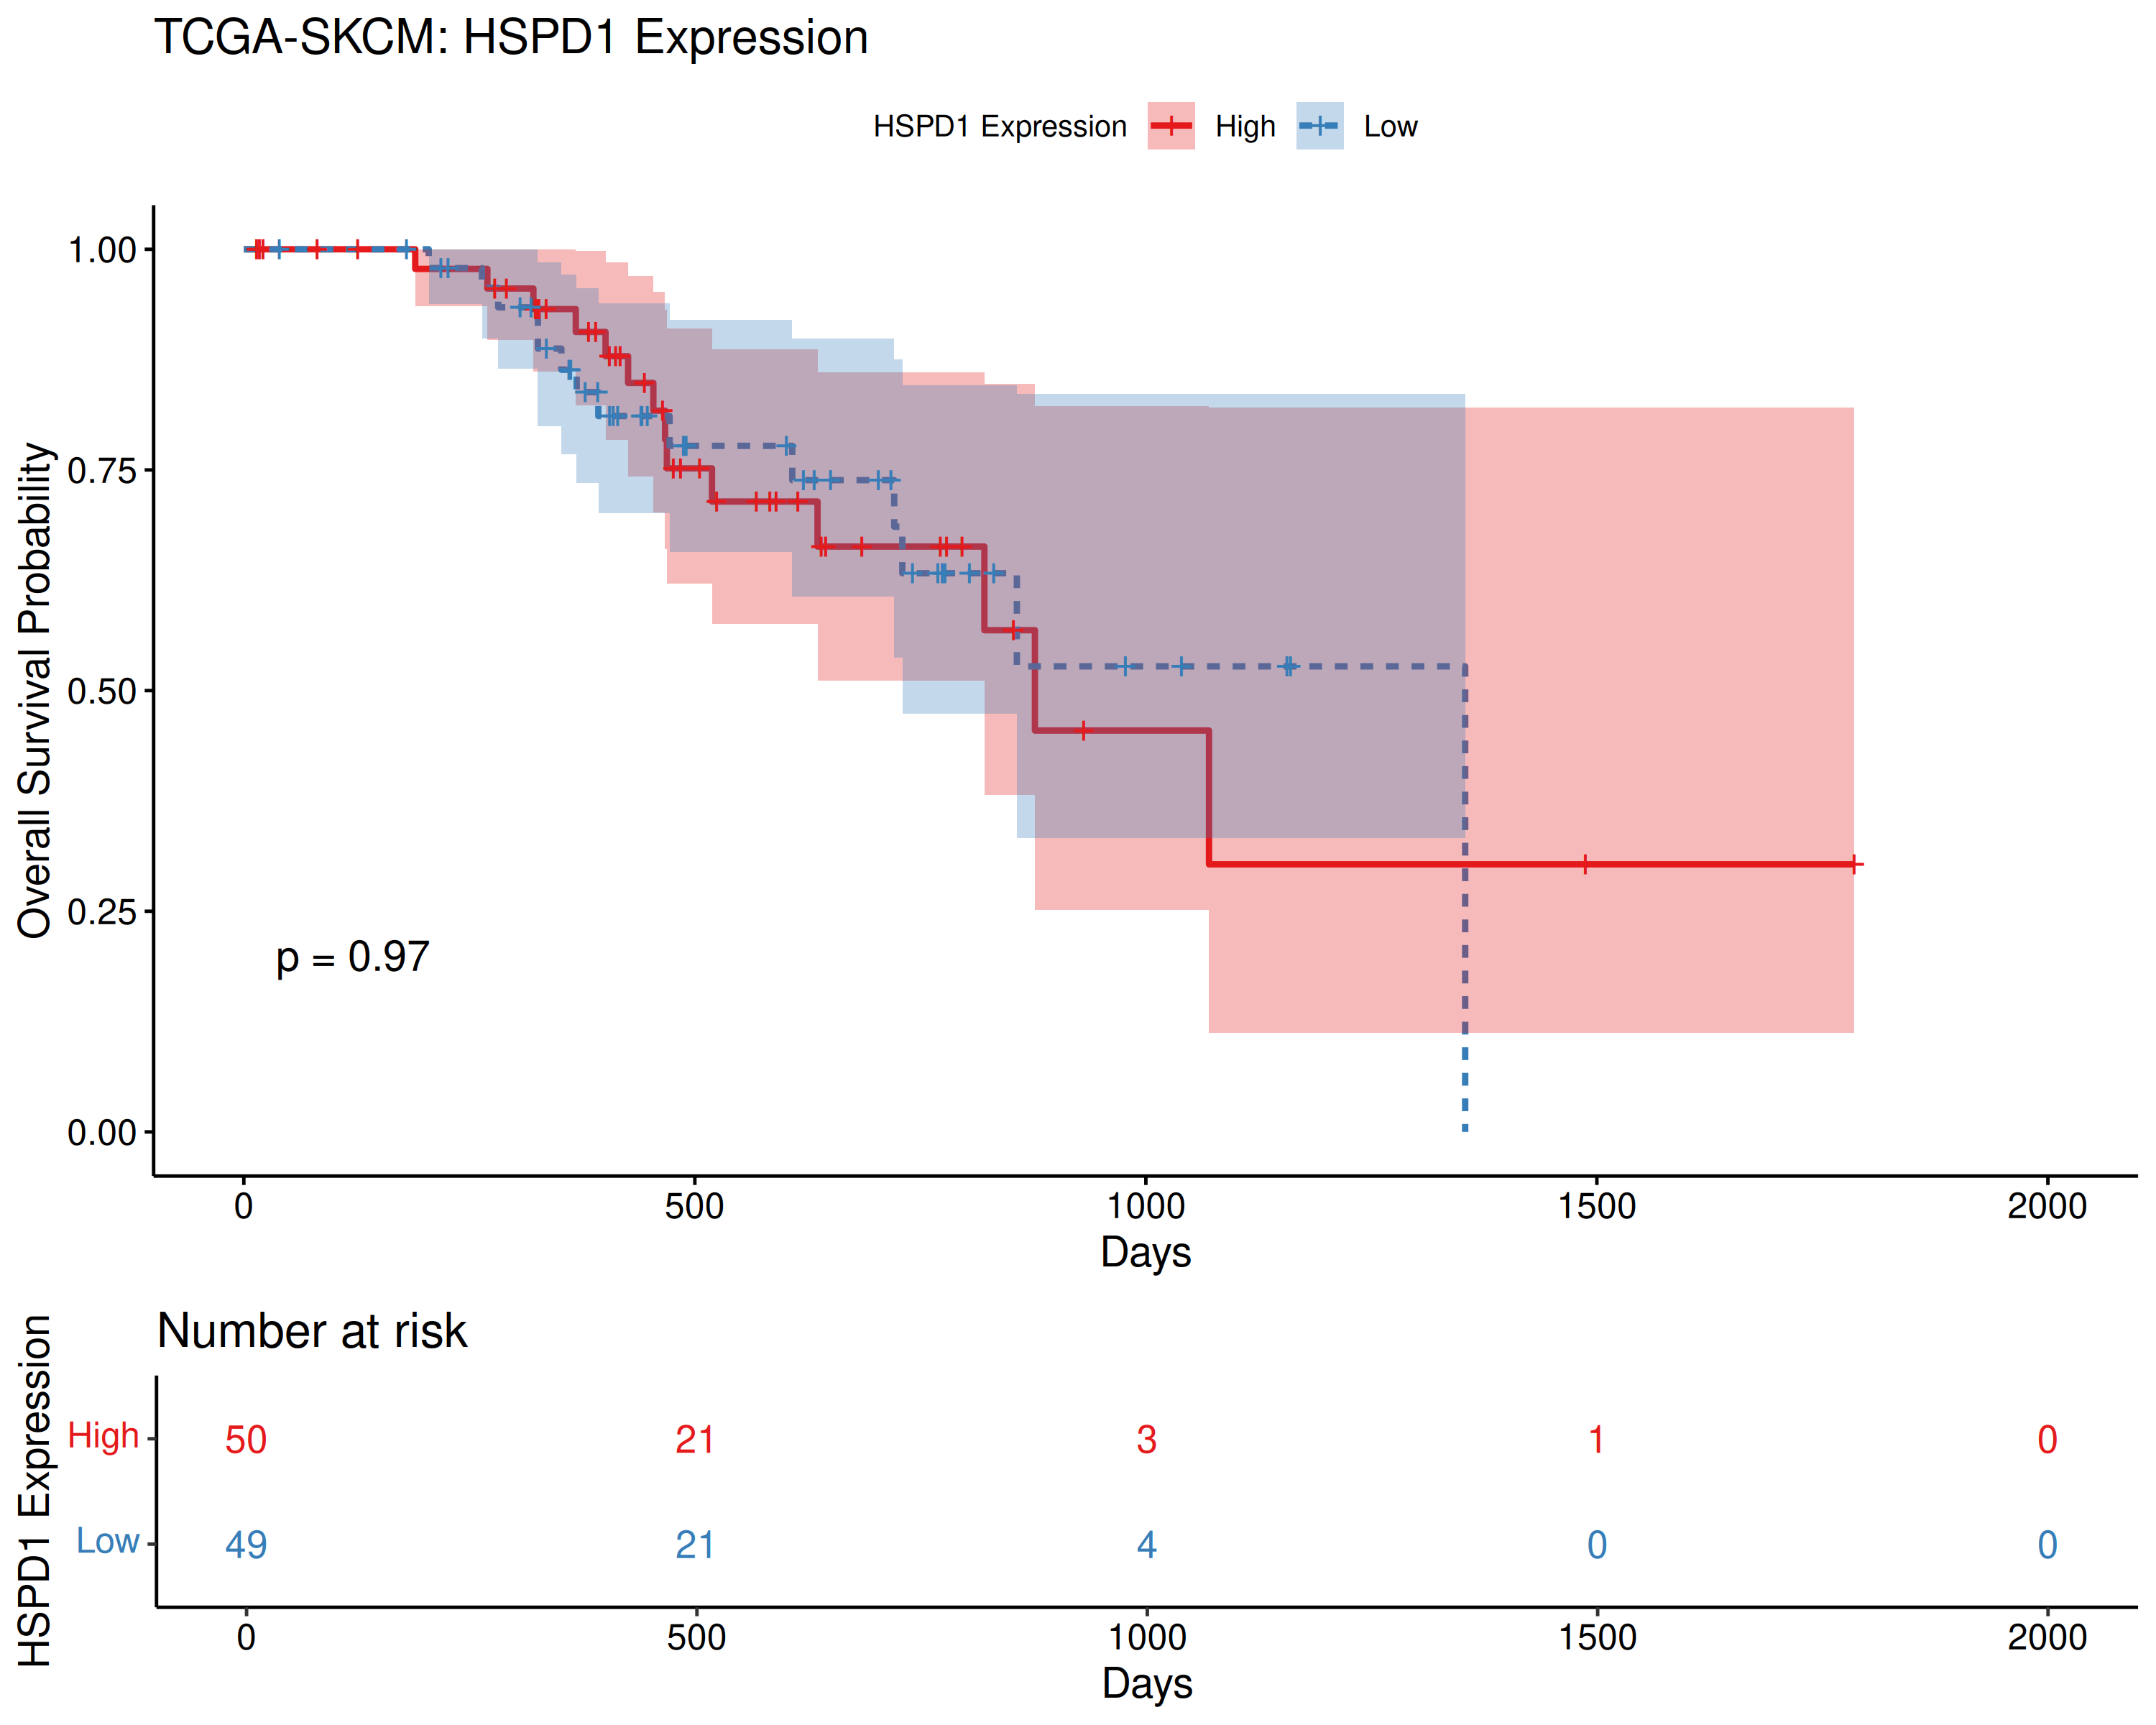 TCGA-SKCM: HSPD1 Expression
HSPD1 Expression High Low
Overall Survival Probability
1.00
0.75
0.50
0.25
0.00
p = 0.97
0 500 1000 1500 2000
Days
Number at risk
HSPD1 Expression
High 50 21 3 1 0
Low 49 21 4 0 0
0 500 1000 1500 2000
Days